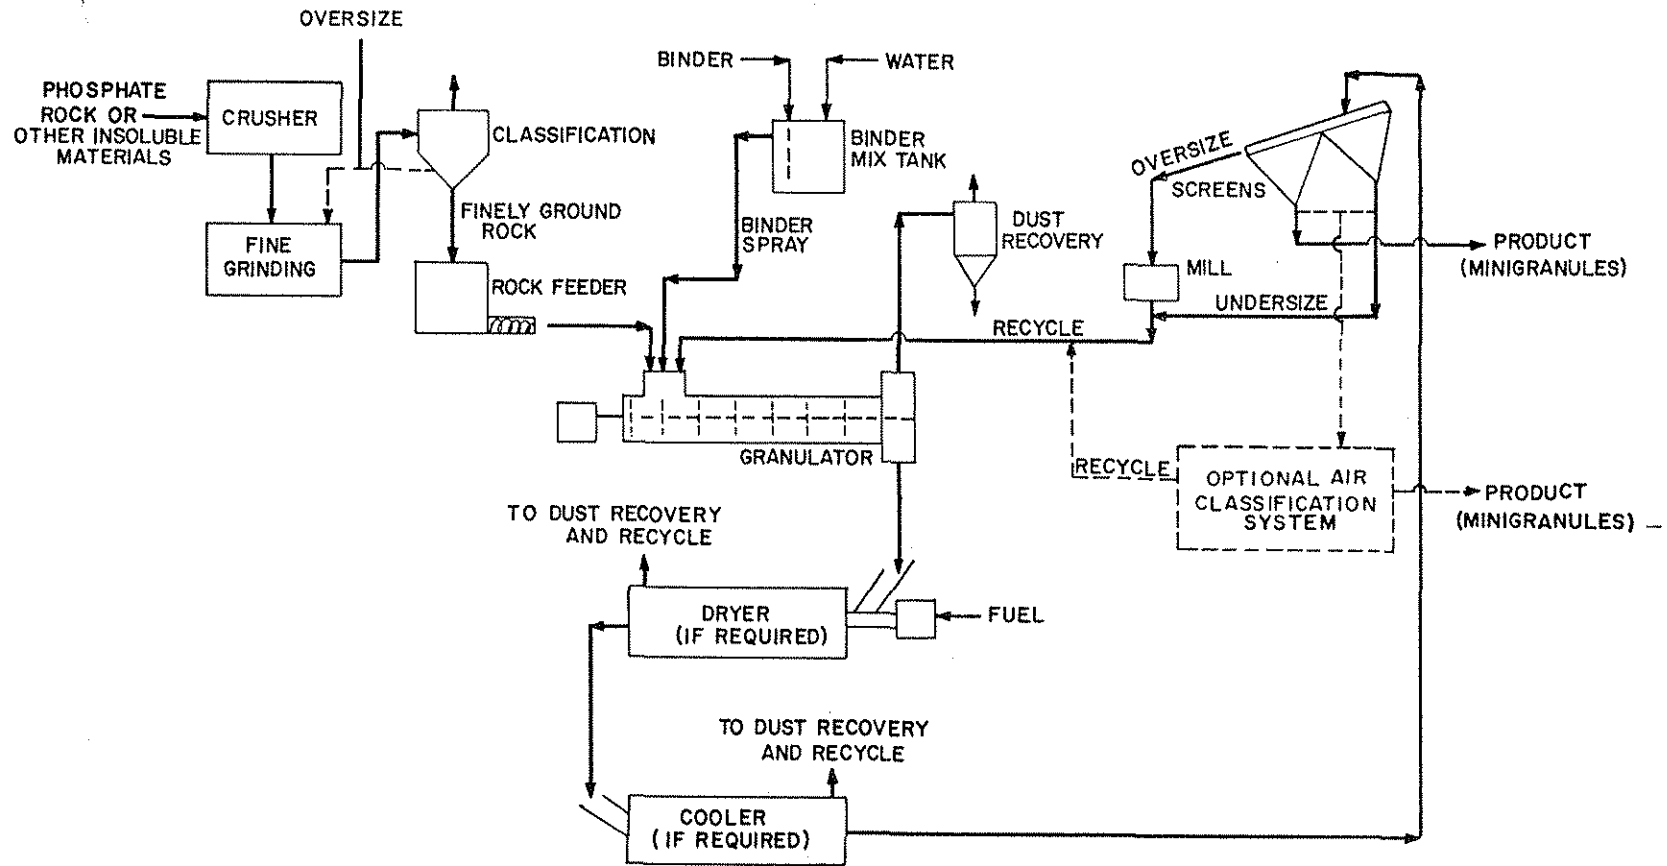 OVERSIZE
PHOSPHATE
ROCK OR
OTHER INSOLUBLE
MATERIALS
CRUSHER
CLASSIFICATION
FINE
GRINDING
FINELY GROUND
ROCK
ROCK FEEDER
BINDER
WATER
BINDER
MIX TANK
BINDER
SPRAY
DUST
RECOVERY
OVERSIZE
SCREENS
MILL
UNDERSIZE
RECYCLE
PRODUCT
(MINIGRANULES)
GRANULATOR
RECYCLE
OPTIONAL AIR
CLASSIFICATION
SYSTEM
PRODUCT
(MINIGRANULES)
TO DUST RECOVERY
AND RECYCLE
DRYER
(IF REQUIRED)
FUEL
TO DUST RECOVERY
AND RECYCLE
COOLER
(IF REQUIRED)